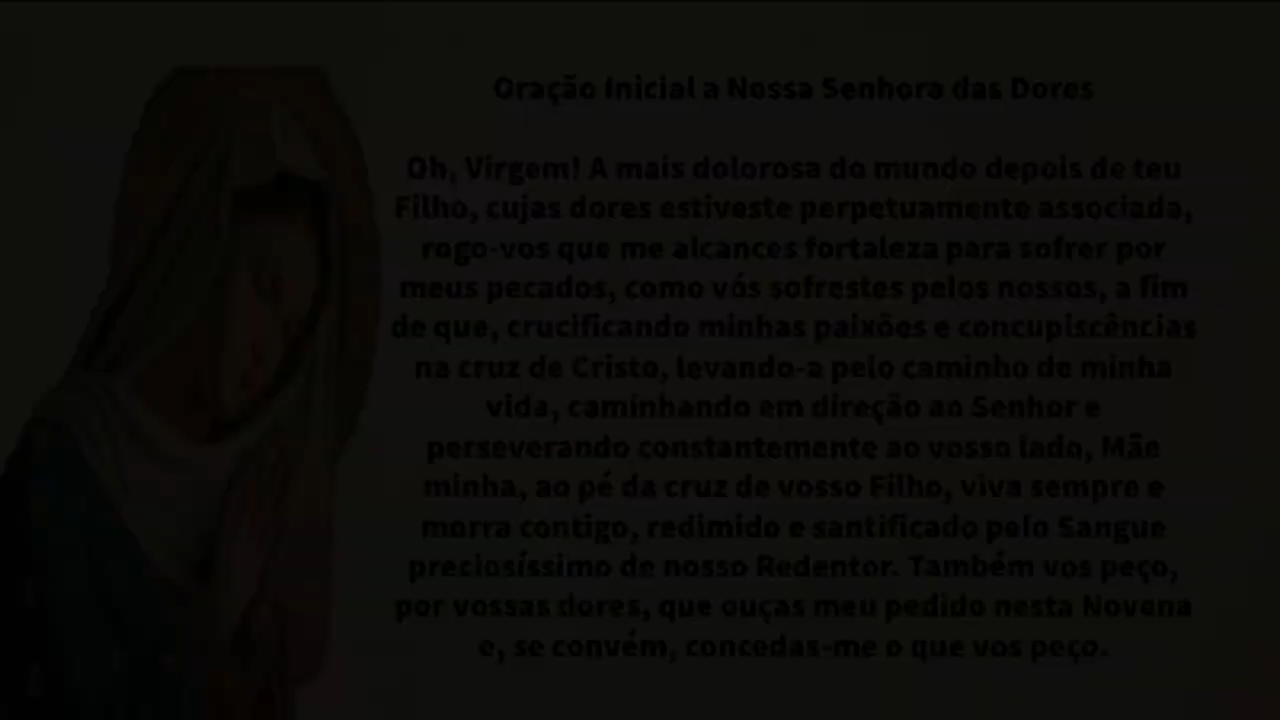 Oração Inicial a Nossa Senhora das Dores
Oh, Virgem! A mais dolorosa do mundo depois de teu
Filho, cujas dores estiveste perpetuamente associada,
rogo-vos que me alcances fortaleza para sofrer por
meus pecados, como vós sofrestes pelos nossos, a fim
de que, crucificando minhas paixões e concupiscências
na cruz de Cristo, levando-a pelo caminho de minha
vida, caminhando em direção ao Senhor e
perseverando constantemente ao vosso lado, Mãe
minha, ao pé da cruz de vosso Filho, viva sempre e
morra contigo, redimido e santificado pelo Sangue
preciosíssimo de nosso Redentor. Também vos peço,
por vossas dores, que ouças meu pedido nesta Novena
e, se convém, concedas-me o que vos peço.